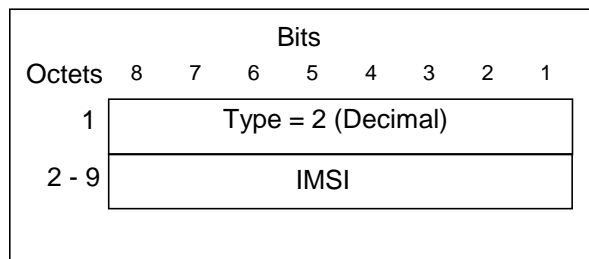 Bits
Octets 8 7 6 5 4 3 2 1
1 Type = 2 (Decimal)
2 - 9 IMSI